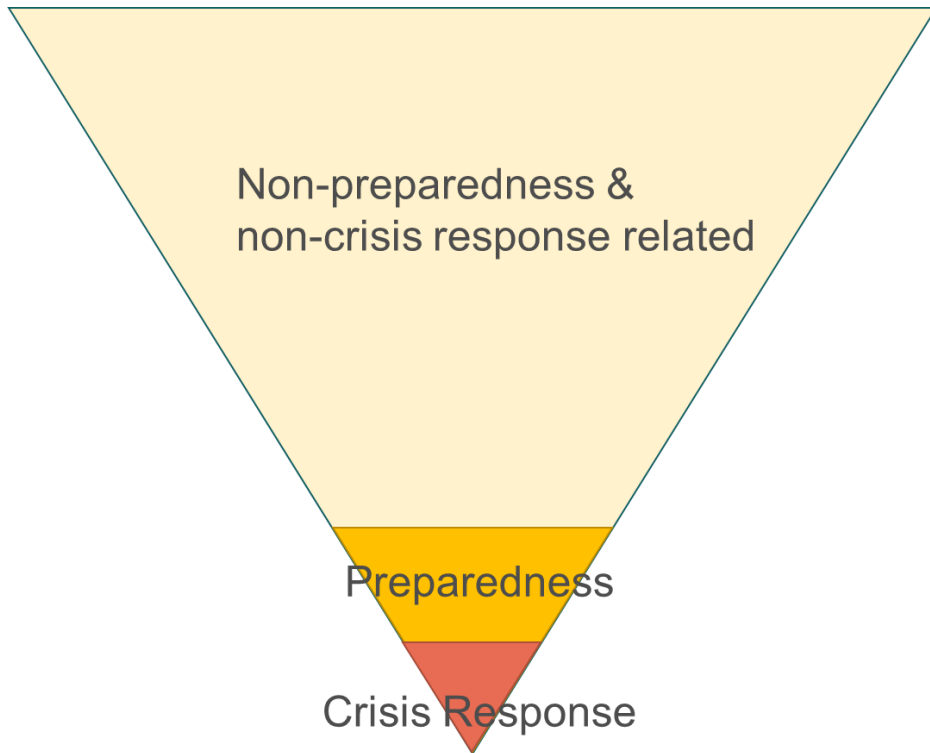 Non-preparedness &
non-crisis response related
Preparedness
Crisis Response